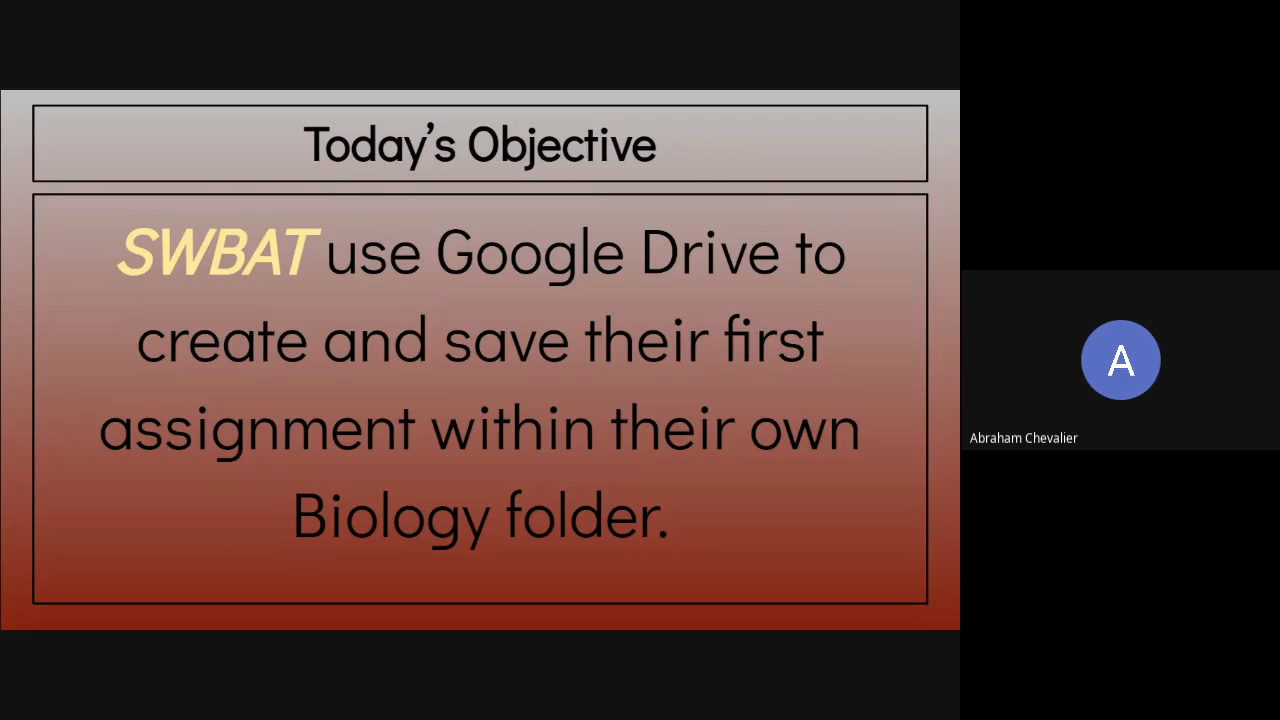 Today's Objective
SWBAT use Google Drive to
create and save their first
assignment within their own
Biology folder.
A
Abraham Chevalier